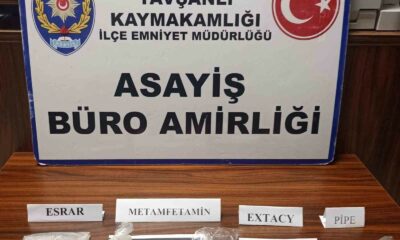 TAVŞANLI
KAYMAKAMLIĞI
İLÇE EMNİYET MÜDÜRLÜĞÜ
ASAYİŞ
BÜRO AMİRLİĞİ
ESRAR
METAMFETAMİN
EXTACY
PİPE